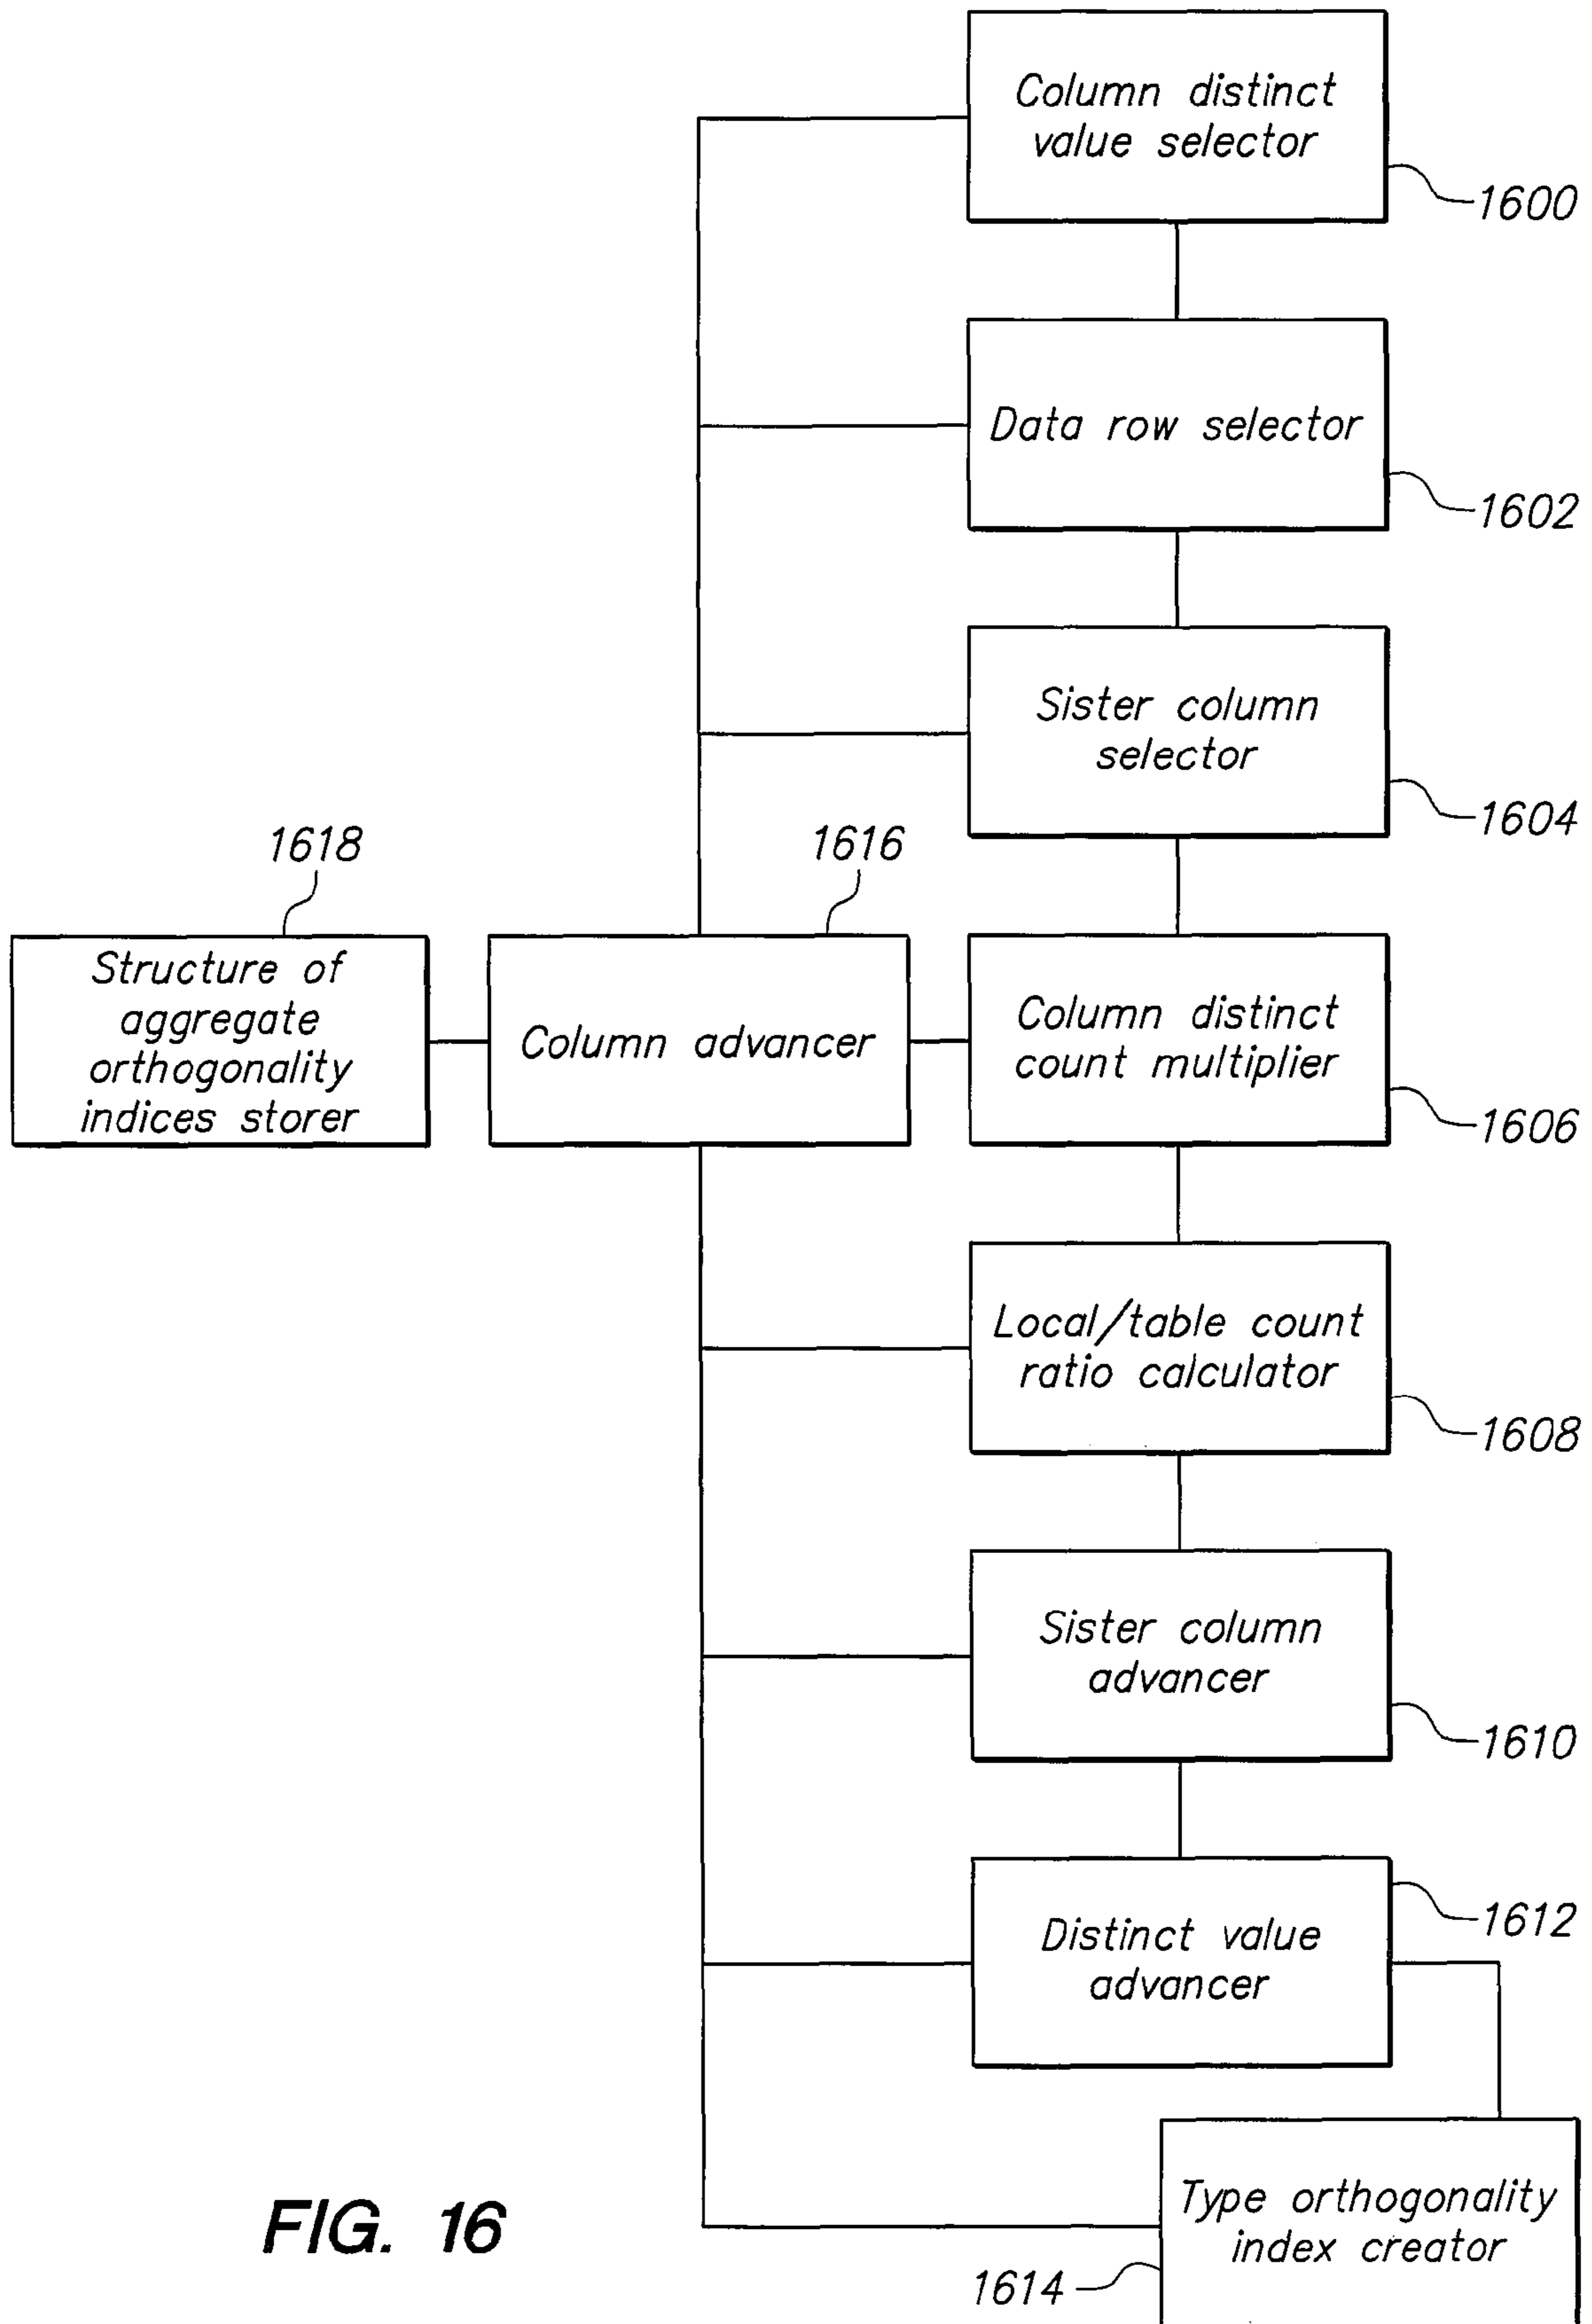 Column distinct
value selector
1600
Data row selector
1602
Sister column
selector
1604
1618
1616
Structure of
aggregate
orthogonality
indices storer
Column advancer
Column distinct
count multiplier
1606
Local/table count
ratio calculator
1608
Sister column
advancer
1610
Distinct value
advancer
1612
Type orthogonality
index creator
1614
FIG. 16